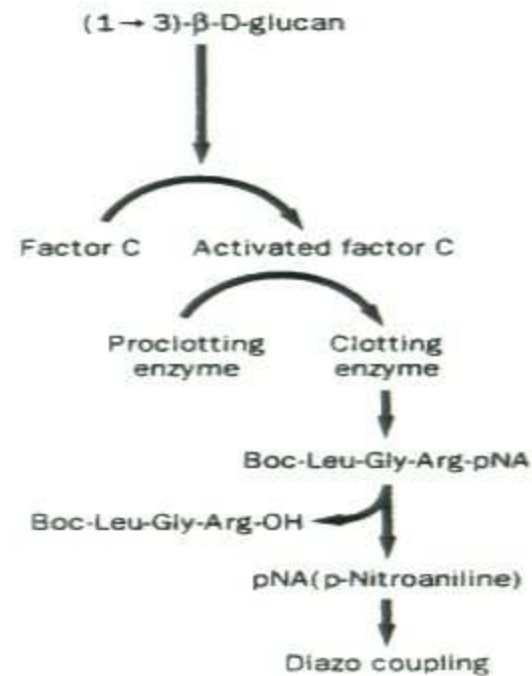 (1→3)-β-D-glucan
Factor C Activated factor C
Proclotting Clotting
enzyme enzyme
Boc-Leu-Gly-Arg-pNA
Boc-Leu-Gly-Arg-OH
pNA(p-Nitroaniline)
Diazo coupling